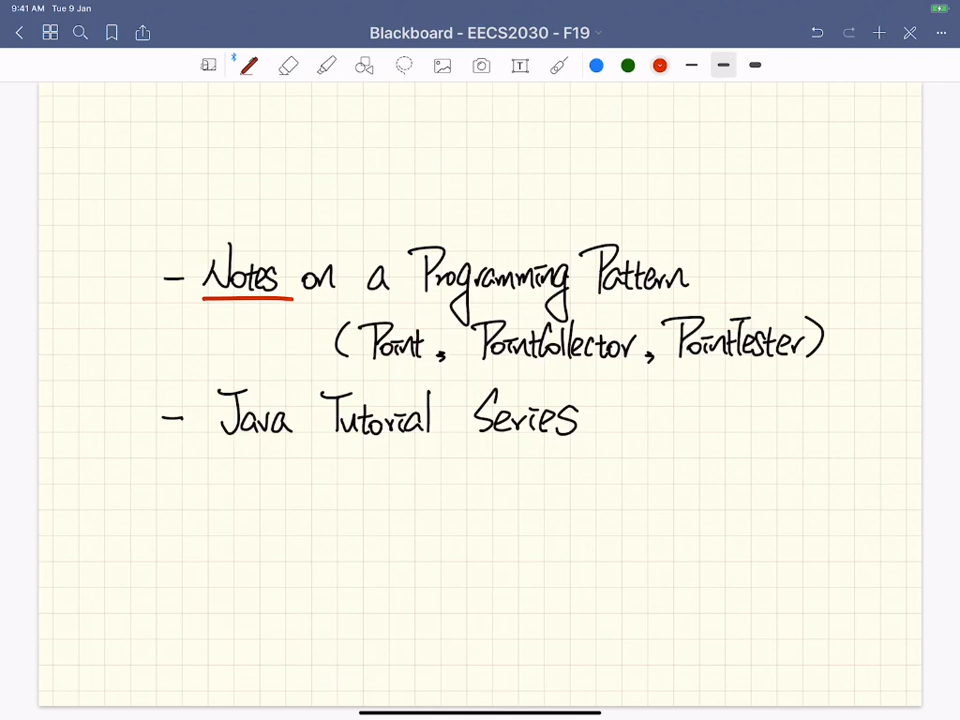 9:41 AM Tue 9 Jan
Blackboard - EECS2030 - F19
T
- Notes on a Programming Pattern
(Point, PointCollector, PointTester)
- Java Tutorial Series